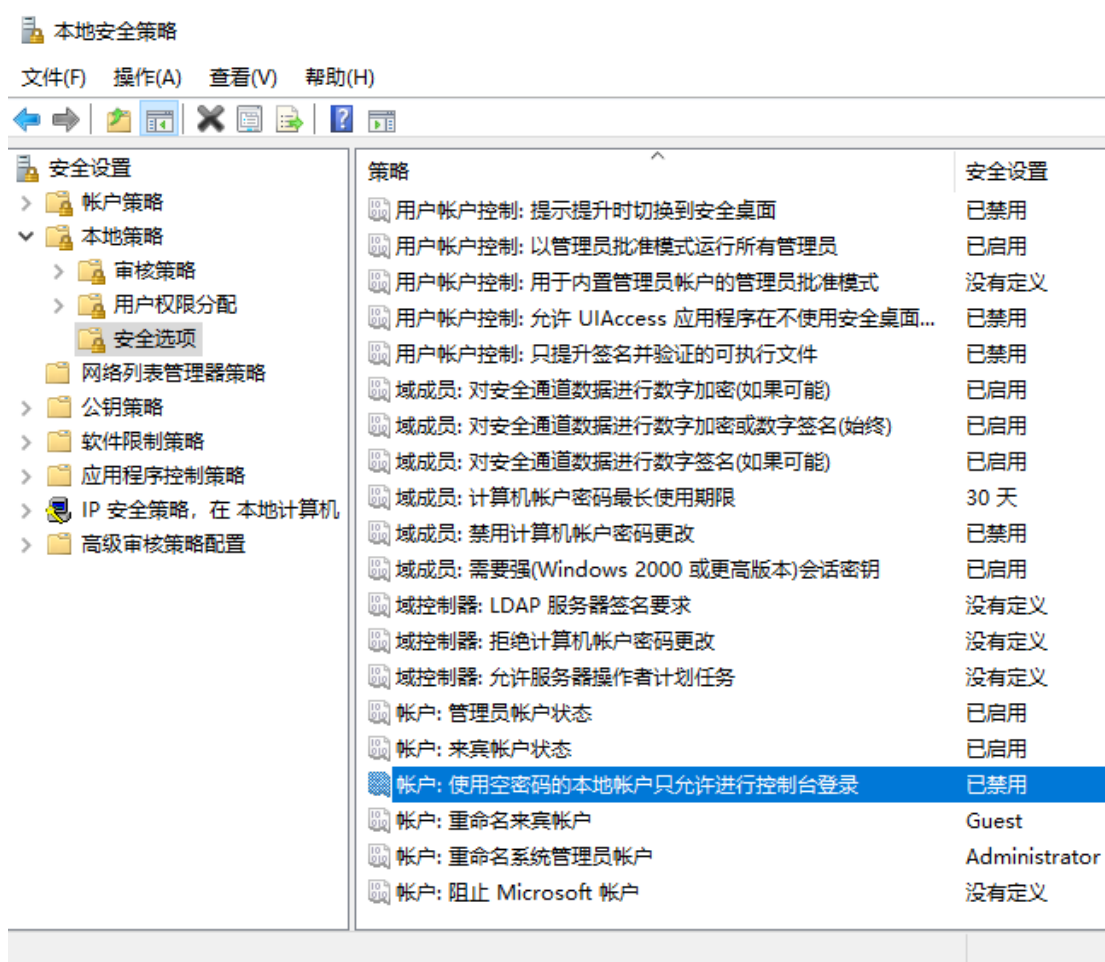 本地安全策略
文件(F) 操作(A) 查看(V) 帮助(H)
安全设置
帐户策略
本地策略
审核策略
用户权限分配
安全选项
网络列表管理器策略
公钥策略
软件限制策略
应用程序控制策略
IP 安全策略，在 本地计算机
高级审核策略配置
策略 安全设置
用户帐户控制: 提示提升时切换到安全桌面 已禁用
用户帐户控制: 以管理员批准模式运行所有管理员 已启用
用户帐户控制: 用于内置管理员帐户的管理员批准模式 没有定义
用户帐户控制: 允许 UIAccess 应用程序在不使用安全桌面... 已禁用
用户帐户控制: 只提升签名并验证的可执行文件 已禁用
域成员: 对安全通道数据进行数字加密(如果可能) 已启用
域成员: 对安全通道数据进行数字加密或数字签名(始终) 已启用
域成员: 对安全通道数据进行数字签名(如果可能) 已启用
域成员: 计算机帐户密码最长使用期限 30 天
域成员: 禁用计算机帐户密码更改 已禁用
域成员: 需要强(Windows 2000 或更高版本)会话密钥 已启用
域控制器: LDAP 服务器签名要求 没有定义
域控制器: 拒绝计算机帐户密码更改 没有定义
域控制器: 允许服务器操作者计划任务 没有定义
帐户: 管理员帐户状态 已启用
帐户: 来宾帐户状态 已启用
帐户: 使用空密码的本地帐户只允许进行控制台登录 已禁用
帐户: 重命名来宾帐户 Guest
帐户: 重命名系统管理员帐户 Administrator
帐户: 阻止 Microsoft 帐户 没有定义